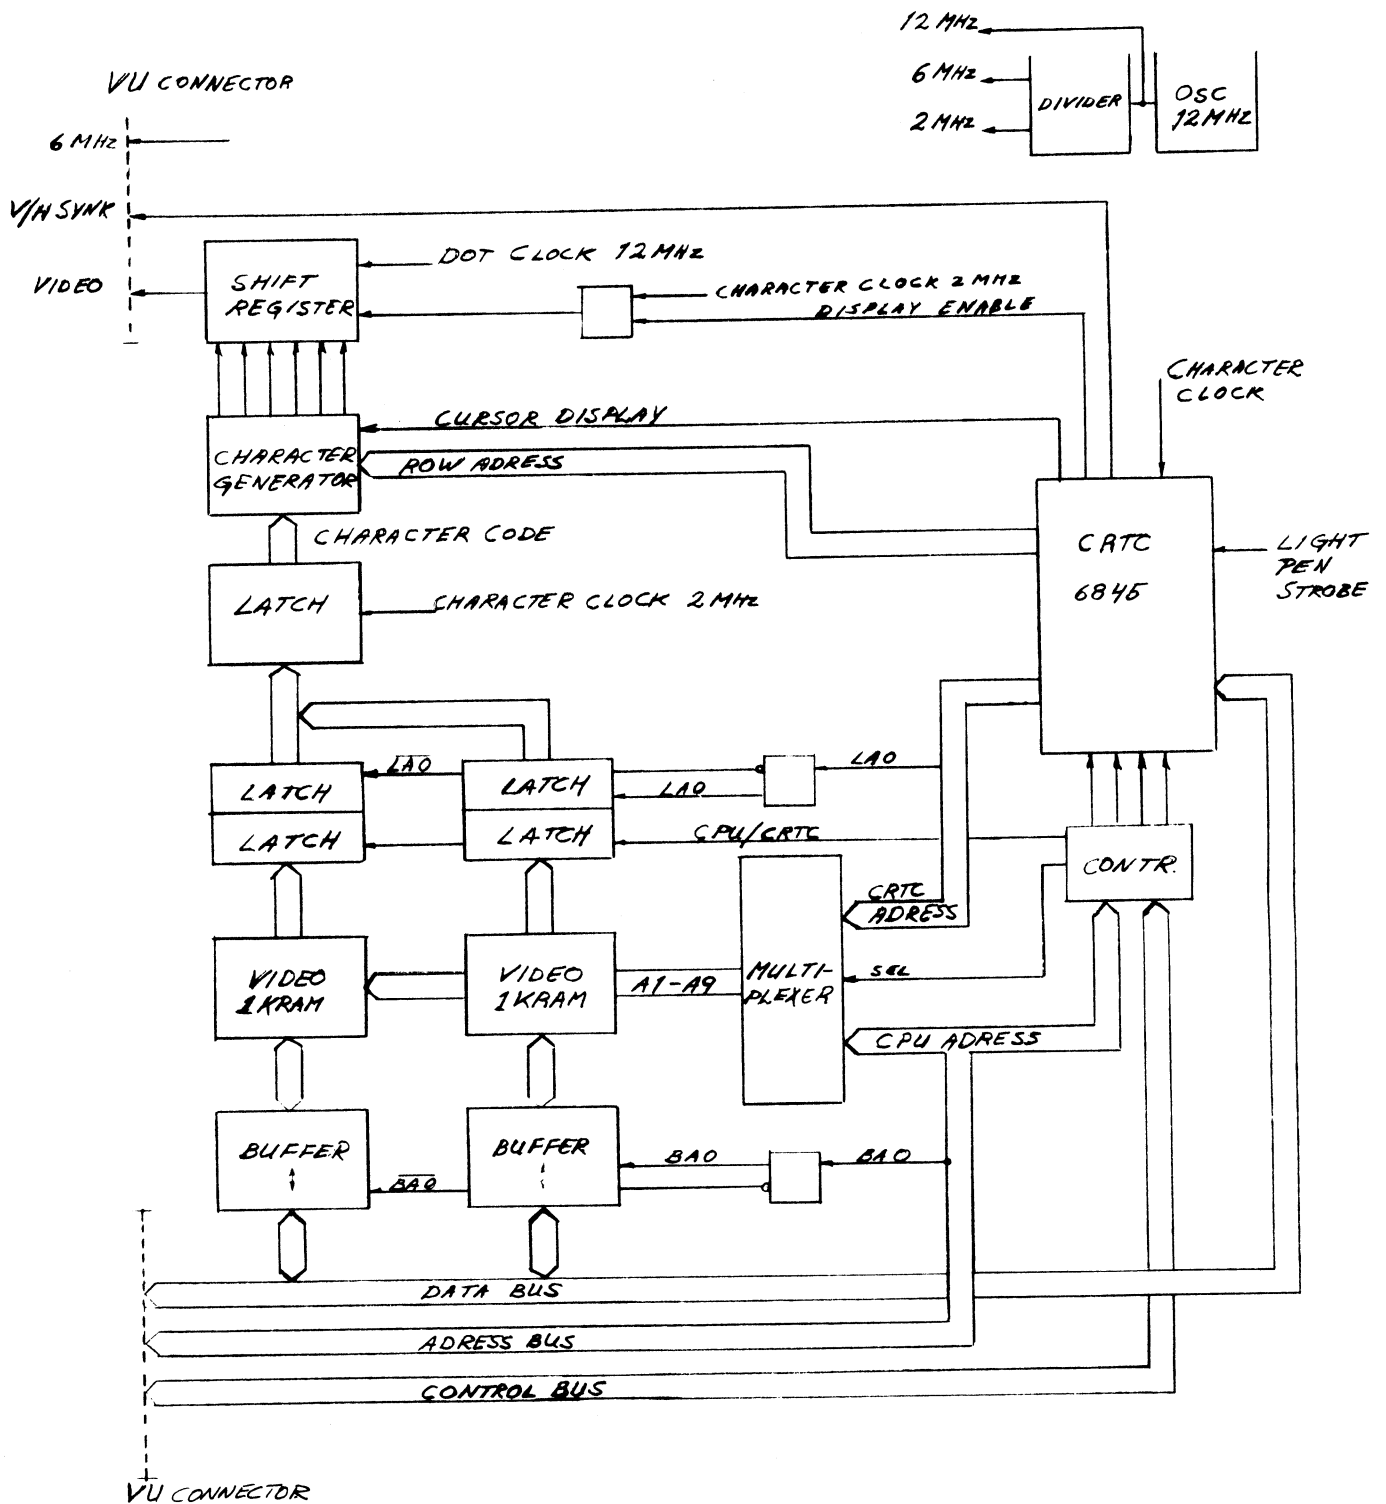 12 MHz
VU CONNECTOR
6 MHz
DIVIDER
OSC
12MHz
2 MHz
6 MHz
V/H SYNK
DOT CLOCK 12MHz
SHIFT
REGISTER
VIDEO
CHARACTER CLOCK 2 MHz
DISPLAY ENABLE
CHARACTER
CLOCK
CURSOR DISPLAY
CHARACTER
GENERATOR
ROW ADRESS
CHARACTER CODE
CRTC
6845
LIGHT
PEN
STROBE
LATCH
CHARACTER CLOCK 2 MHz
LA0
LATCH
LATCH
LA0
LA0
LATCH
LATCH
CPU/CRTC
CONTR.
CRTC
ADRESS
VIDEO
1KRAM
VIDEO
1KRAM
A1-A9
MULTI-
PLEXER
SEL
CPU ADRESS
BUFFER
BUFFER
BA0
BA0
BA0
DATA BUS
ADRESS BUS
CONTROL BUS
VU CONNECTOR